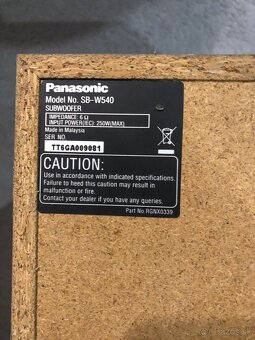 Panasonic
Model No. SB-W540
SUBWOOFER
IMPEDANCE: 6 Ω
INPUT POWER(IEC): 250W(MAX)
Made in Malaysia
SER NO.
TT6GA009081
CAUTION:
Use in accordance with indicated specifications.
Failure to heed this caution may result in
malfunction or fire.
Contact your dealer if you have any queries.
Part No RGNX0339